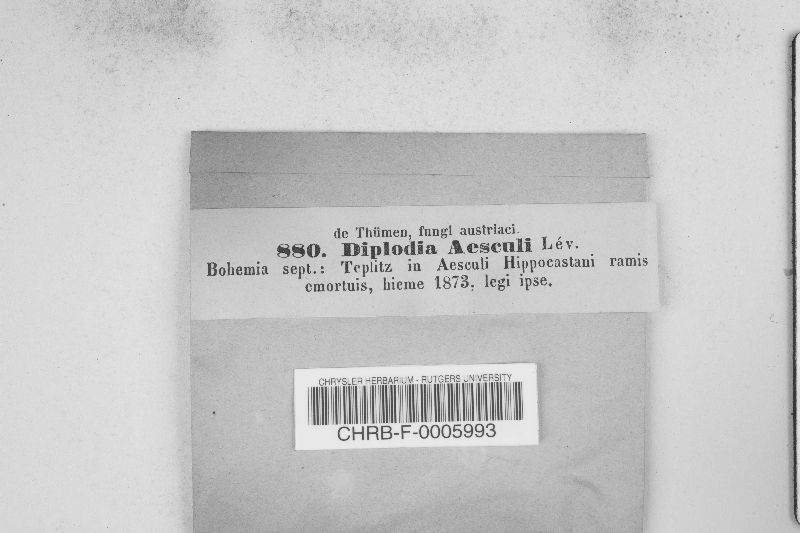 de Thümen, fungi austriaci.
880. Diplodia Aesculi Lév.
Bohemia sept.: Teplitz in Aesculi Hippocastani ramis
emortuis, hieme 1873, legi ipse.
CHRYSLER HERBARIUM - RUTGERS UNIVERSITY
CHRB-F-0005993